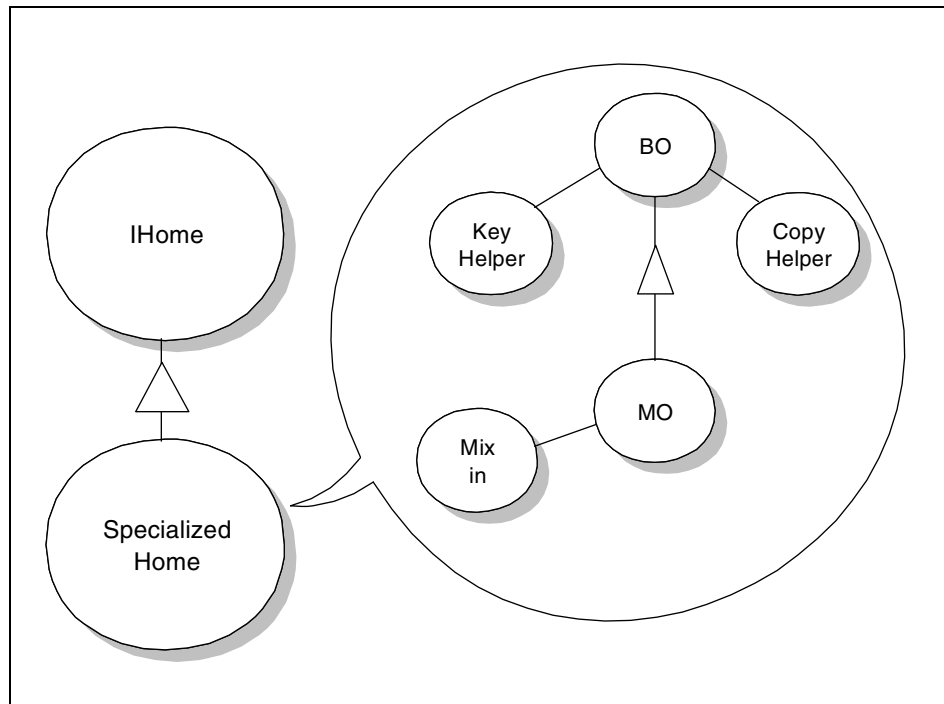 IHome
Specialized
Home
BO
Key
Helper
Copy
Helper
MO
Mix
in